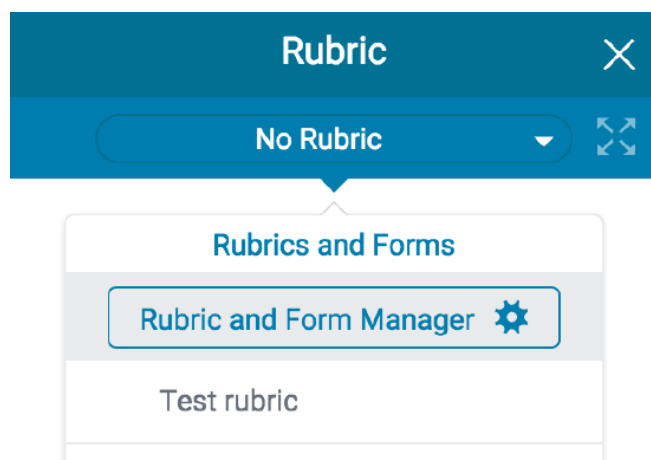 Rubric
No Rubric
Rubrics and Forms
Rubric and Form Manager
Test rubric